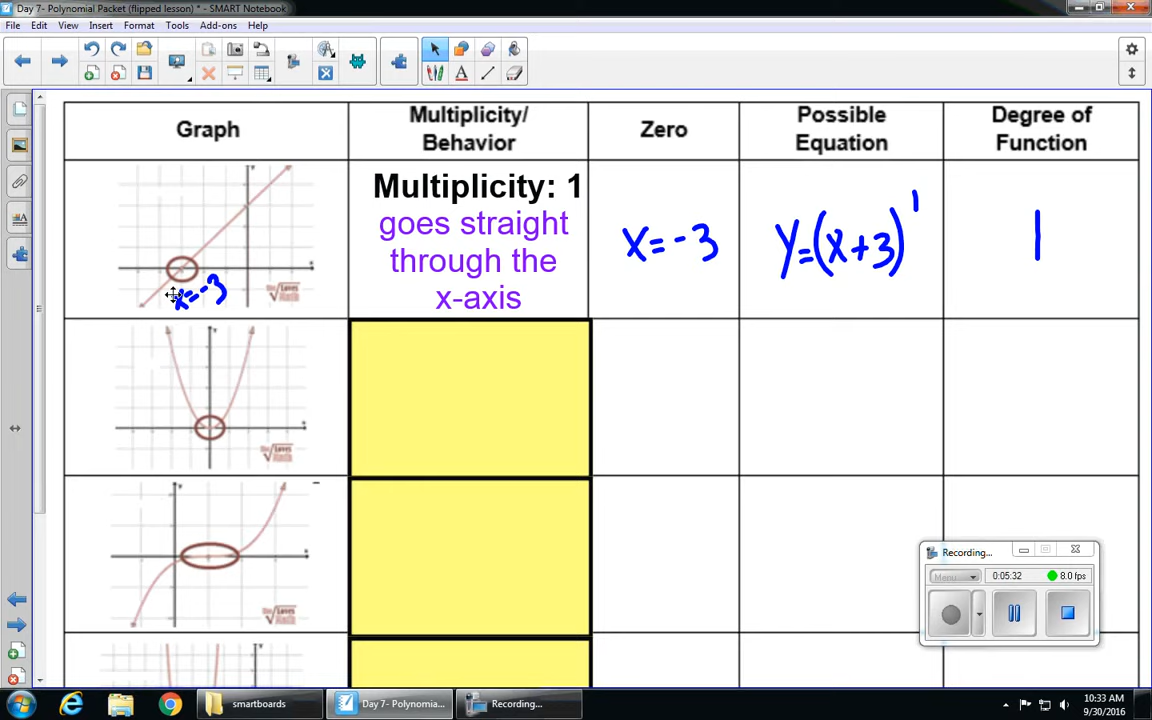 Day 7- Polynomial Packet (flipped lesson) * - SMART Notebook
File Edit View Insert Format Tools Add-ons Help
Graph
Multiplicity/
Behavior
Zero
Possible
Equation
Degree of
Function
x=-3
Multiplicity: 1
goes straight
through the
x-axis
x=-3
y=(x+3)^1
1
Recording...
Menu
0:05:32
8.0 fps
smartboards
Day 7- Polynomia...
Recording...
10:33 AM
9/30/2016